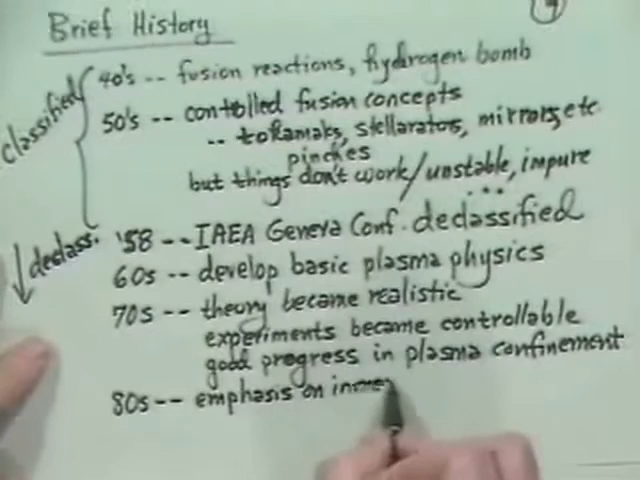 Brief History
classified
40's -- fusion reactions, hydrogen bomb
50's -- controlled fusion concepts
-- tokamaks, stellarators, mirrors, etc
pinches
but things don't work/unstable, impure
...
declass.
'58 -- IAEA Geneva Conf. declassified
60s -- develop basic plasma physics
70s -- theory became realistic
experiments became controllable
good progress in plasma confinement
80s -- emphasis on